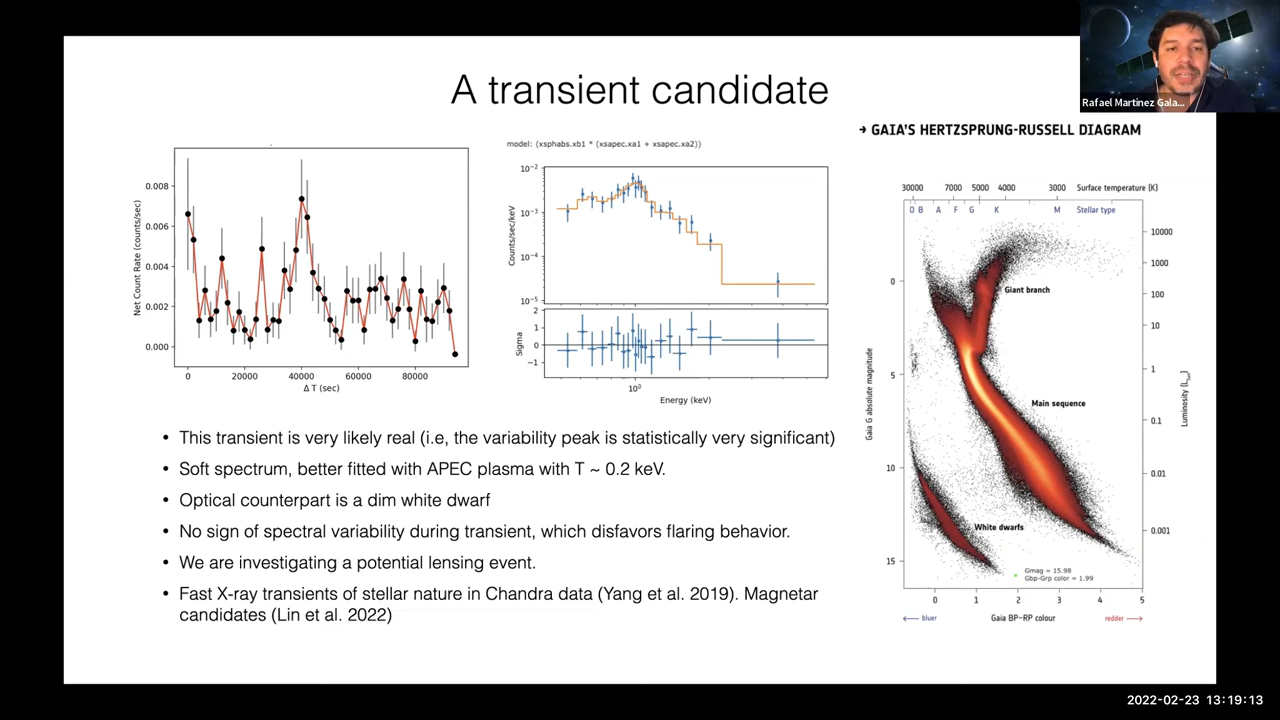 Rafael Martinez Gala...
A transient candidate
0.008
0.006
0.004
0.002
0.000
Net Count Rate (counts/sec)
0 20000 40000 60000 80000
Δ T (sec)
model: (xsphabs.xb1 * (xsapec.xa1 + xsapec.xa2))
10⁻²
10⁻³
10⁻⁴
10⁻⁵
Counts/sec/keV
2
1
0
−1
Sigma
10⁰
Energy (keV)
→ GAIA'S HERTZSPRUNG-RUSSELL DIAGRAM
30000 7000 5000 4000 3000 Surface temperature (K)
O B A F G K M Stellar type
0
5
10
15
Gaia G absolute magnitude
10000
1000
100
10
1
0.1
0.01
0.001
Luminosity (Lsun)
Giant branch
Main sequence
White dwarfs
Gmag = 15.98
Gbp-Grp color = 1.99
0 1 2 3 4 5
← bluer Gaia BP-RP colour redder →
• This transient is very likely real (i.e, the variability peak is statistically very significant)
• Soft spectrum, better fitted with APEC plasma with T ~ 0.2 keV.
• Optical counterpart is a dim white dwarf
• No sign of spectral variability during transient, which disfavors flaring behavior.
• We are investigating a potential lensing event.
• Fast X-ray transients of stellar nature in Chandra data (Yang et al. 2019). Magnetar
candidates (Lin et al. 2022)
2022-02-23 13:19:13